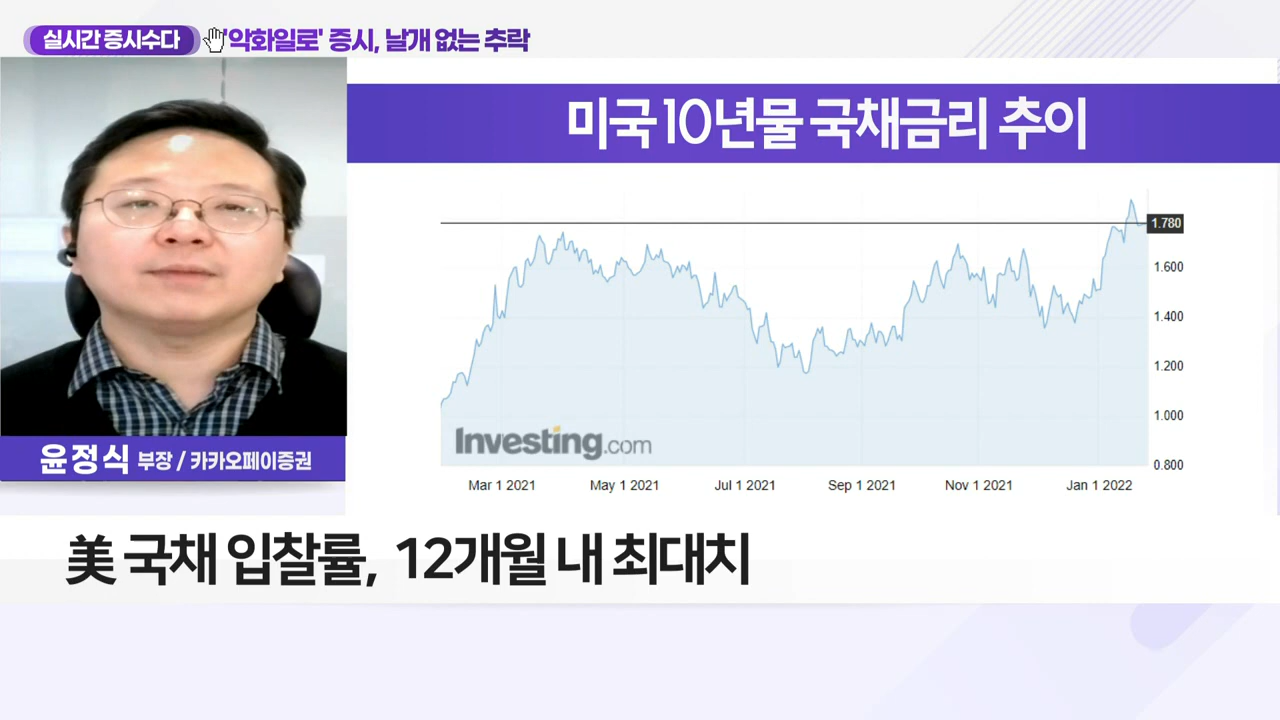 실시간 증시수다 '악화일로' 증시, 날개 없는 추락
미국 10년물 국채금리 추이
1.780
1.600
1.400
1.200
1.000
0.800
Investing.com
Mar 1 2021 May 1 2021 Jul 1 2021 Sep 1 2021 Nov 1 2021 Jan 1 2022
윤정식 부장 / 카카오페이증권
美 국채 입찰률, 12개월 내 최대치